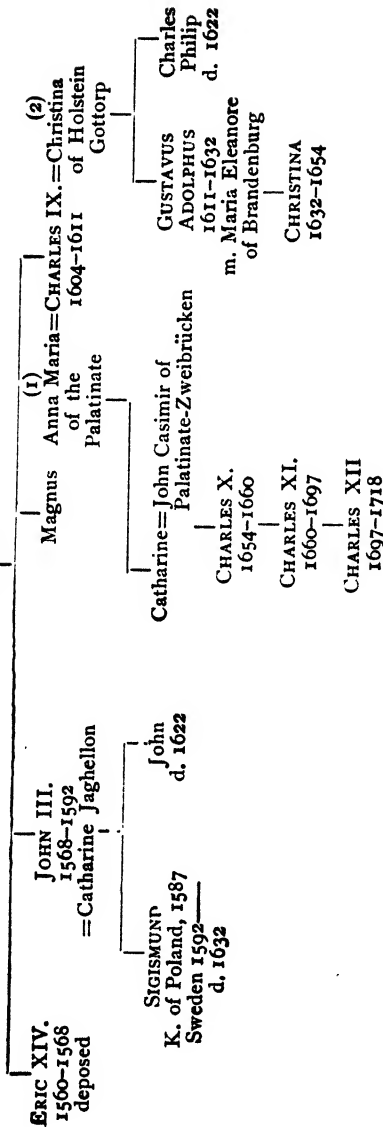 ERIC XIV.
1560–1568
deposed
JOHN III.
1568–1592
=Catharine Jaghellon
SIGISMUND
K. of Poland, 1587
Sweden 1592—
d. 1632
John
d. 1622
Magnus
(1)
Anna Maria=CHARLES IX.=Christina
of the
Palatinate
1604–1611
(2)
of Holstein
Gottorp
Catharine=John Casimir of
Palatinate-Zweibrücken
CHARLES X.
1654–1660
CHARLES XI.
1660–1697
CHARLES XII
1697–1718
GUSTAVUS
ADOLPHUS
1611–1632
m. Maria Eleanore
of Brandenburg
CHRISTINA
1632–1654
Charles
Philip
d. 1622